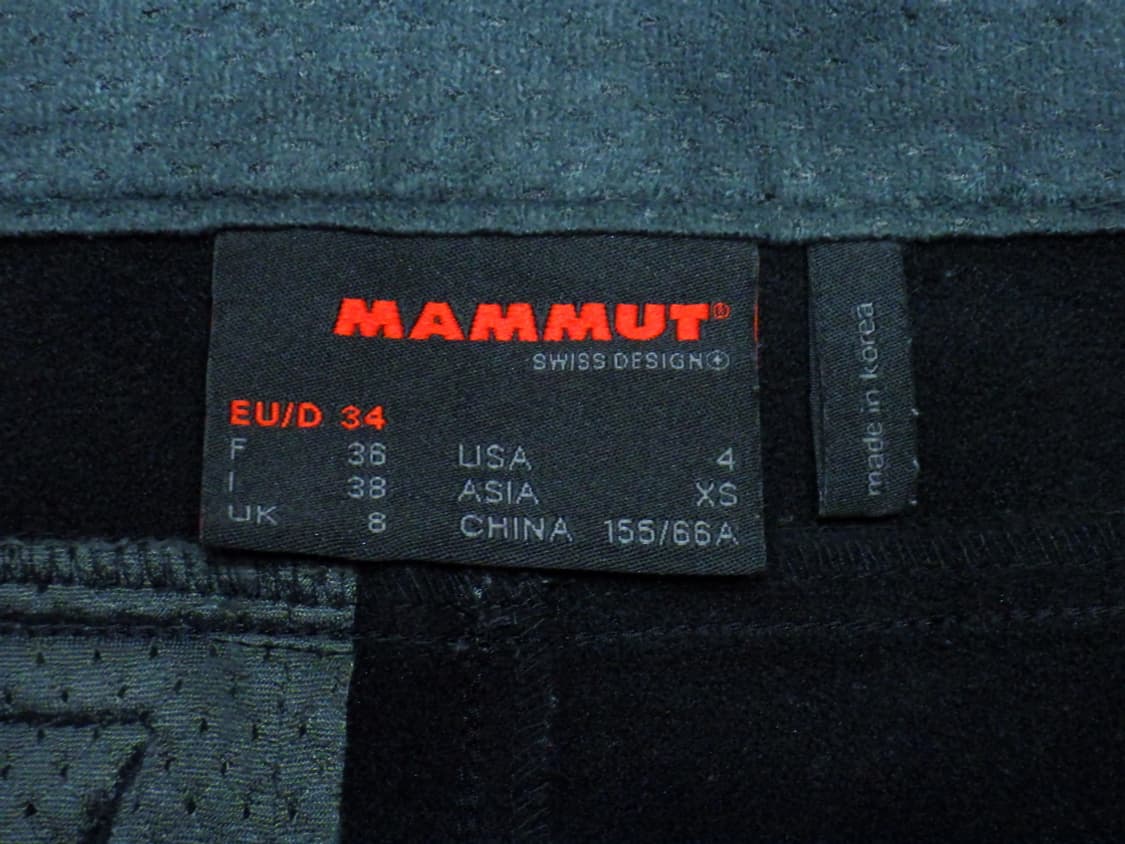 MAMMUT®
SWISS DESIGN
EU/D 34
F 36 USA 4
I 38 ASIA XS
UK 8 CHINA 155/66A
made in korea